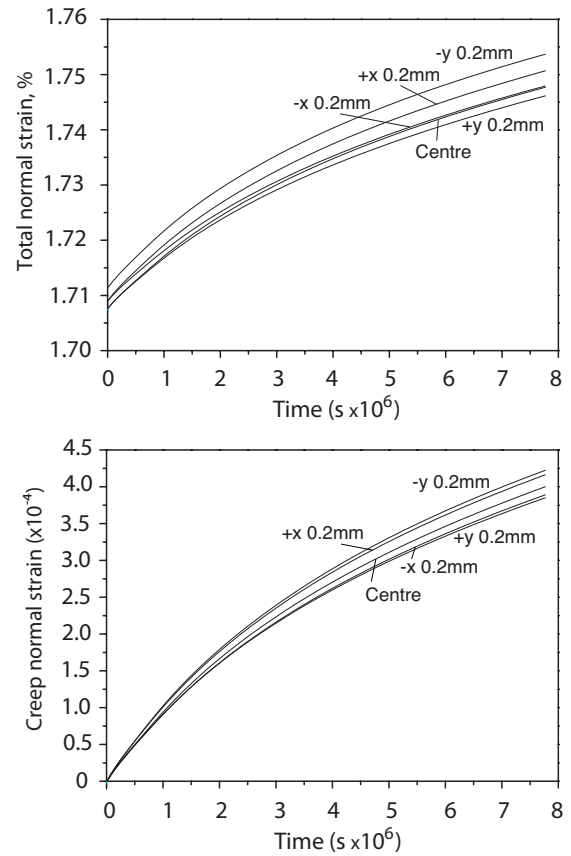 Total normal strain, %
1.76
1.75
1.74
1.73
1.72
1.71
1.70
-y 0.2mm
+x 0.2mm
-x 0.2mm
+y 0.2mm
Centre
0 1 2 3 4 5 6 7 8
Time (s x10⁶)
Creep normal strain (x10⁻⁴)
4.5
4.0
3.5
3.0
2.5
2.0
1.5
1.0
0.5
0
-y 0.2mm
+x 0.2mm
+y 0.2mm
-x 0.2mm
Centre
0 1 2 3 4 5 6 7 8
Time (s x10⁶)